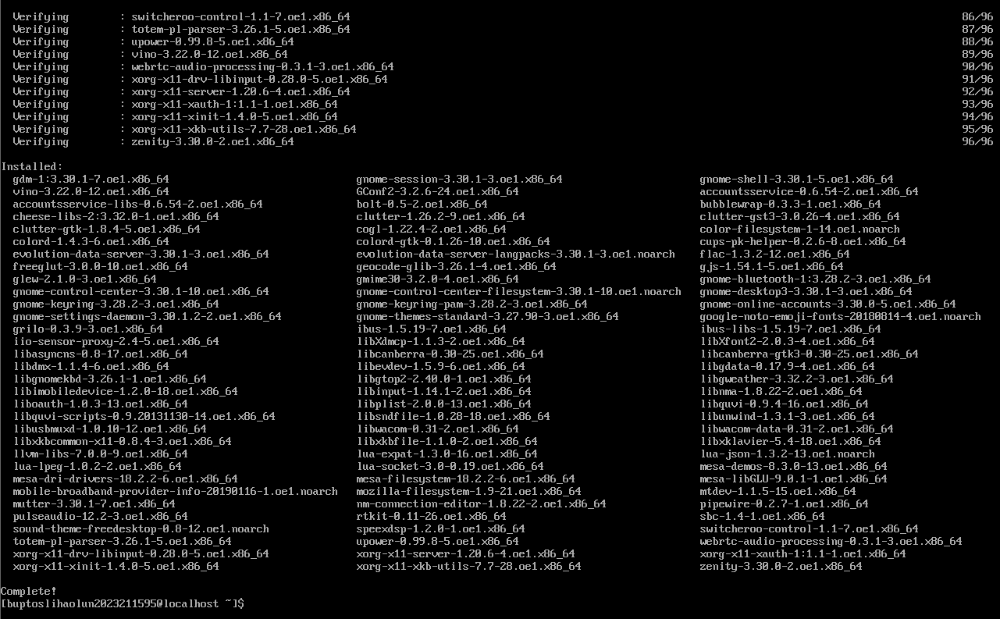 Verifying : switcheroo-control-1.1-7.oe1.x86_64 86/96
Verifying : totem-pl-parser-3.26.1-5.oe1.x86_64 87/96
Verifying : upower-0.99.8-5.oe1.x86_64 88/96
Verifying : vino-3.22.0-12.oe1.x86_64 89/96
Verifying : webrtc-audio-processing-0.3.1-3.oe1.x86_64 90/96
Verifying : xorg-x11-drv-libinput-0.28.0-5.oe1.x86_64 91/96
Verifying : xorg-x11-server-1.20.6-4.oe1.x86_64 92/96
Verifying : xorg-x11-xauth-1:1.1-1.oe1.x86_64 93/96
Verifying : xorg-x11-xinit-1.4.0-5.oe1.x86_64 94/96
Verifying : xorg-x11-xkb-utils-7.7-28.oe1.x86_64 95/96
Verifying : zenity-3.30.0-2.oe1.x86_64 96/96
Installed:
gdm-1:3.30.1-7.oe1.x86_64 gnome-session-3.30.1-3.oe1.x86_64 gnome-shell-3.30.1-5.oe1.x86_64
vino-3.22.0-12.oe1.x86_64 GConf2-3.2.6-24.oe1.x86_64 accountsservice-0.6.54-2.oe1.x86_64
accountsservice-libs-0.6.54-2.oe1.x86_64 bolt-0.5-2.oe1.x86_64 bubblewrap-0.3.3-1.oe1.x86_64
cheese-libs-2:3.32.0-1.oe1.x86_64 clutter-1.26.2-9.oe1.x86_64 clutter-gst3-3.0.26-4.oe1.x86_64
clutter-gtk-1.8.4-5.oe1.x86_64 cogl-1.22.4-2.oe1.x86_64 color-filesystem-1-14.oe1.noarch
colord-1.4.3-6.oe1.x86_64 colord-gtk-0.1.26-10.oe1.x86_64 cups-pk-helper-0.2.6-8.oe1.x86_64
evolution-data-server-3.30.1-3.oe1.x86_64 evolution-data-server-langpacks-3.30.1-3.oe1.noarch flac-1.3.2-12.oe1.x86_64
freeglut-3.0.0-10.oe1.x86_64 geocode-glib-3.26.1-4.oe1.x86_64 gjs-1.54.1-5.oe1.x86_64
glew-2.1.0-3.oe1.x86_64 gmime30-3.2.0-4.oe1.x86_64 gnome-bluetooth-1:3.28.2-3.oe1.x86_64
gnome-control-center-3.30.1-10.oe1.x86_64 gnome-control-center-filesystem-3.30.1-10.oe1.noarch gnome-desktop3-3.30.1-3.oe1.x86_64
gnome-keyring-3.28.2-3.oe1.x86_64 gnome-keyring-pam-3.28.2-3.oe1.x86_64 gnome-online-accounts-3.30.0-5.oe1.x86_64
gnome-settings-daemon-3.30.1.2-2.oe1.x86_64 gnome-themes-standard-3.27.90-3.oe1.x86_64 google-noto-emoji-fonts-20180814-4.oe1.noarch
grilo-0.3.9-3.oe1.x86_64 ibus-1.5.19-7.oe1.x86_64 ibus-libs-1.5.19-7.oe1.x86_64
iio-sensor-proxy-2.4-5.oe1.x86_64 libXdmcp-1.1.3-2.oe1.x86_64 libXfont2-2.0.3-4.oe1.x86_64
libasyncns-0.8-17.oe1.x86_64 libcanberra-0.30-25.oe1.x86_64 libcanberra-gtk3-0.30-25.oe1.x86_64
libdmx-1.1.4-6.oe1.x86_64 libevdev-1.5.9-6.oe1.x86_64 libgdata-0.17.9-4.oe1.x86_64
libgnomekbd-3.26.1-1.oe1.x86_64 libgtop2-2.40.0-1.oe1.x86_64 libgweather-3.32.2-3.oe1.x86_64
libimobiledevice-1.2.0-18.oe1.x86_64 libinput-1.14.1-2.oe1.x86_64 libnma-1.8.22-2.oe1.x86_64
liboauth-1.0.3-13.oe1.x86_64 libplist-2.0.0-13.oe1.x86_64 libquvi-0.9.4-16.oe1.x86_64
libquvi-scripts-0.9.20131130-14.oe1.x86_64 libsndfile-1.0.28-18.oe1.x86_64 libunwind-1.3.1-3.oe1.x86_64
libusbmuxd-1.0.10-12.oe1.x86_64 libwacom-0.31-2.oe1.x86_64 libwacom-data-0.31-2.oe1.x86_64
libxkbcommon-x11-0.8.4-3.oe1.x86_64 libxkbfile-1.1.0-2.oe1.x86_64 libxklavier-5.4-18.oe1.x86_64
llvm-libs-7.0.0-9.oe1.x86_64 lua-expat-1.3.0-16.oe1.x86_64 lua-json-1.3.2-13.oe1.noarch
lua-lpeg-1.0.2-2.oe1.x86_64 lua-socket-3.0-0.19.oe1.x86_64 mesa-demos-8.3.0-13.oe1.x86_64
mesa-dri-drivers-18.2.2-6.oe1.x86_64 mesa-filesystem-18.2.2-6.oe1.x86_64 mesa-libGLU-9.0.1-1.oe1.x86_64
mobile-broadband-provider-info-20190116-1.oe1.noarch mozilla-filesystem-1.9-21.oe1.x86_64 mtdev-1.1.5-15.oe1.x86_64
mutter-3.30.1-7.oe1.x86_64 nm-connection-editor-1.8.22-2.oe1.x86_64 pipewire-0.2.7-1.oe1.x86_64
pulseaudio-12.2-3.oe1.x86_64 rtkit-0.11-26.oe1.x86_64 sbc-1.4-1.oe1.x86_64
sound-theme-freedesktop-0.8-12.oe1.noarch speexdsp-1.2.0-1.oe1.x86_64 switcheroo-control-1.1-7.oe1.x86_64
totem-pl-parser-3.26.1-5.oe1.x86_64 upower-0.99.8-5.oe1.x86_64 webrtc-audio-processing-0.3.1-3.oe1.x86_64
xorg-x11-drv-libinput-0.28.0-5.oe1.x86_64 xorg-x11-server-1.20.6-4.oe1.x86_64 xorg-x11-xauth-1:1.1-1.oe1.x86_64
xorg-x11-xinit-1.4.0-5.oe1.x86_64 xorg-x11-xkb-utils-7.7-28.oe1.x86_64 zenity-3.30.0-2.oe1.x86_64
Complete!
[buptoslihaolun2023211595@localhost ~]$